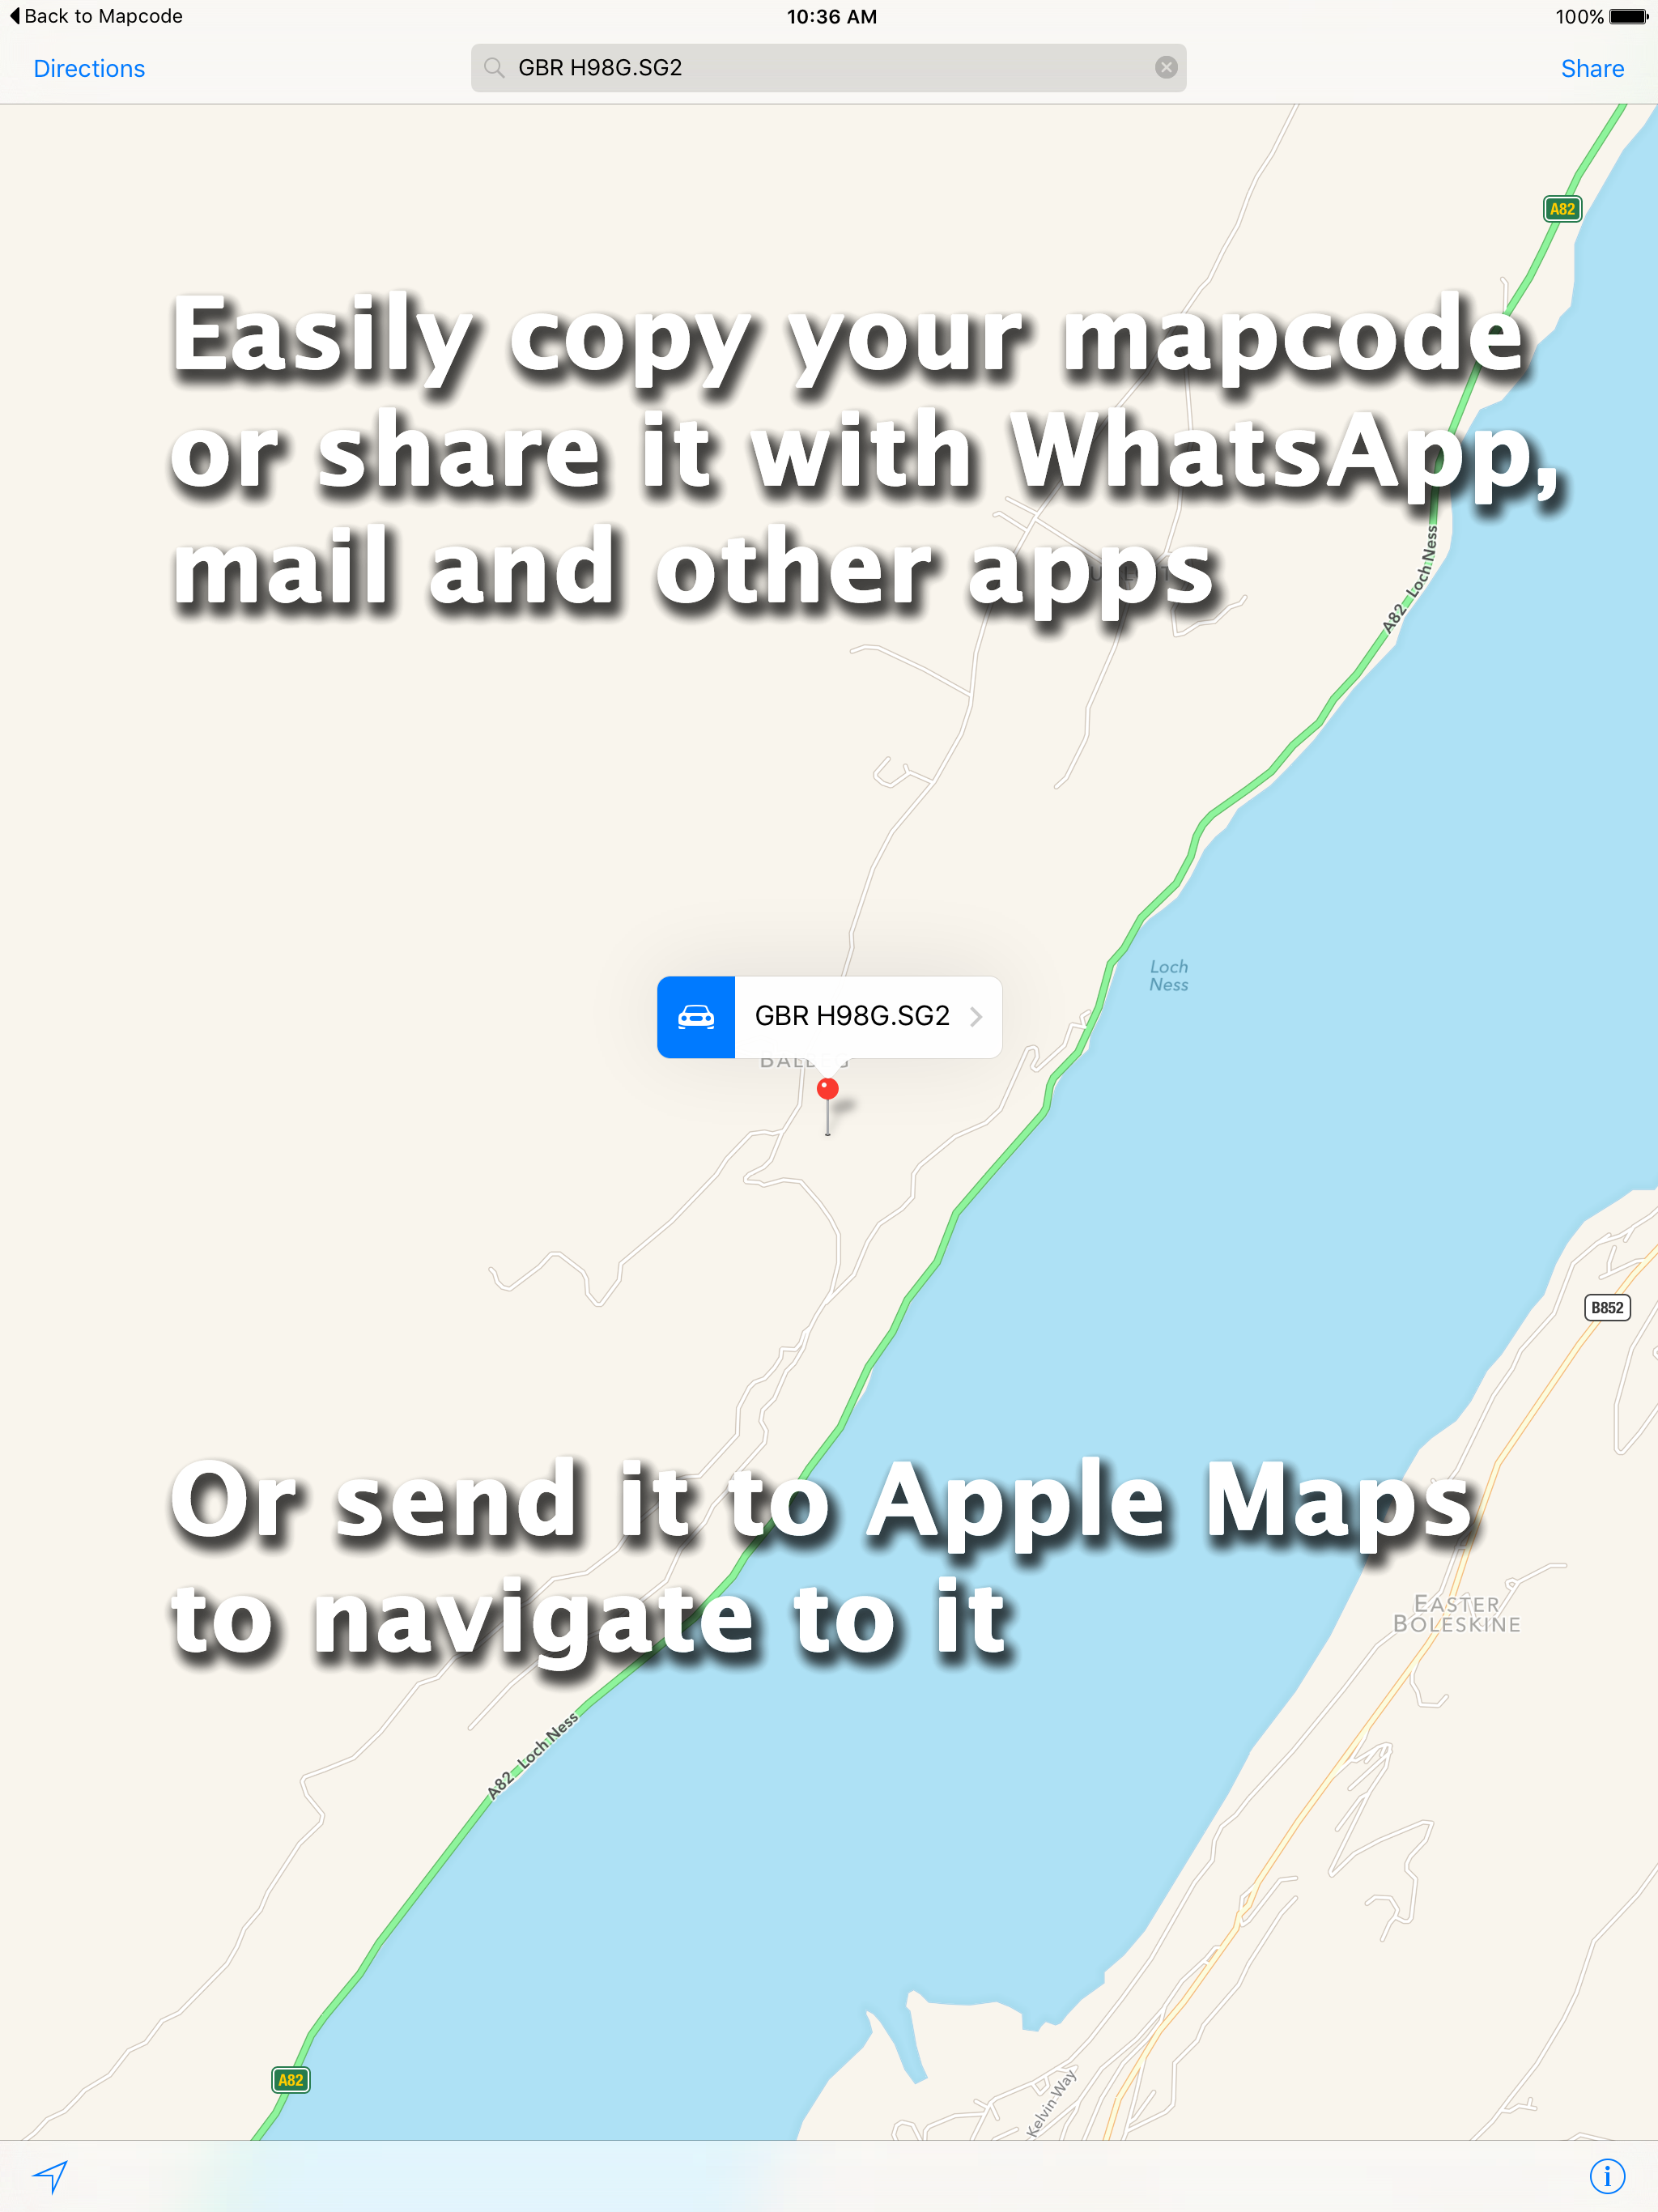 Back to Mapcode
10:36 AM
100%
Directions
GBR H98G.SG2
Share
A82
Easily copy your mapcode
or share it with WhatsApp,
mail and other apps
A82 Loch Ness
Loch
Ness
GBR H98G.SG2
B852
Or send it to Apple Maps
to navigate to it
EASTER
BOLESKINE
A82 Loch Ness
A82
Kelvin Way